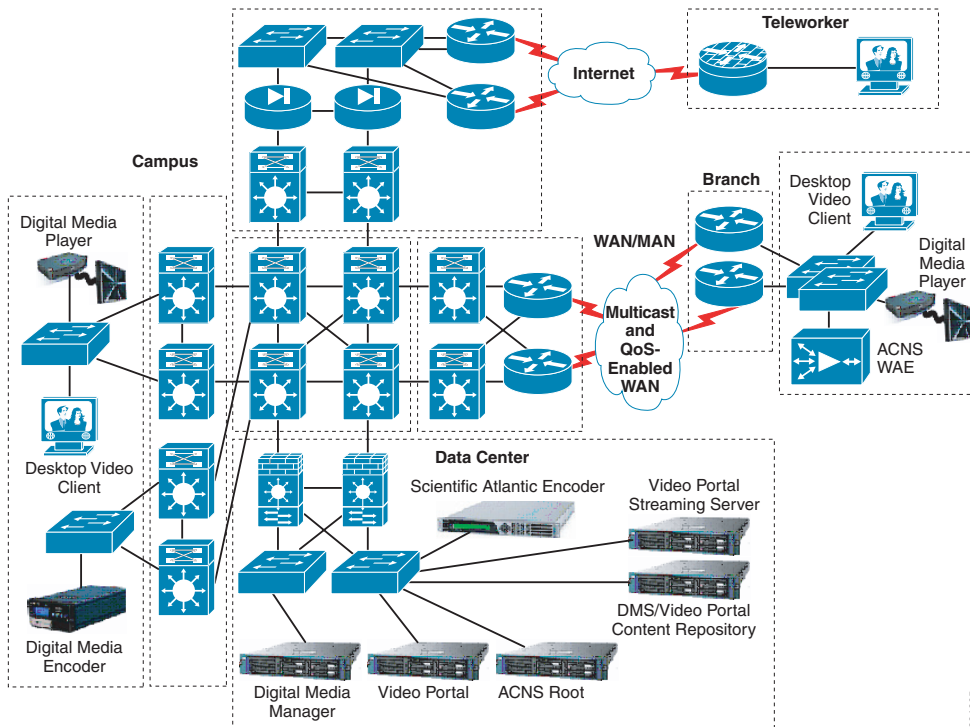 Teleworker
Internet
Campus
Branch
Digital Media
Player
WAN/MAN
Desktop
Video
Client
Digital
Media
Player
Multicast
and
QoS-
Enabled
WAN
ACNS
WAE
Desktop Video
Client
Data Center
Scientific Atlantic Encoder
Video Portal
Streaming Server
DMS/Video Portal
Content Repository
Digital Media
Encoder
Digital Media
Manager
Video Portal
ACNS Root